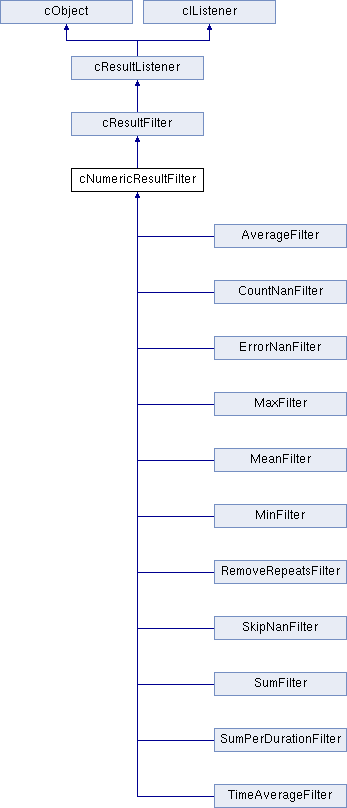 cObject
cIListener
cResultListener
cResultFilter
cNumericResultFilter
AverageFilter
CountNanFilter
ErrorNanFilter
MaxFilter
MeanFilter
MinFilter
RemoveRepeatsFilter
SkipNanFilter
SumFilter
SumPerDurationFilter
TimeAverageFilter